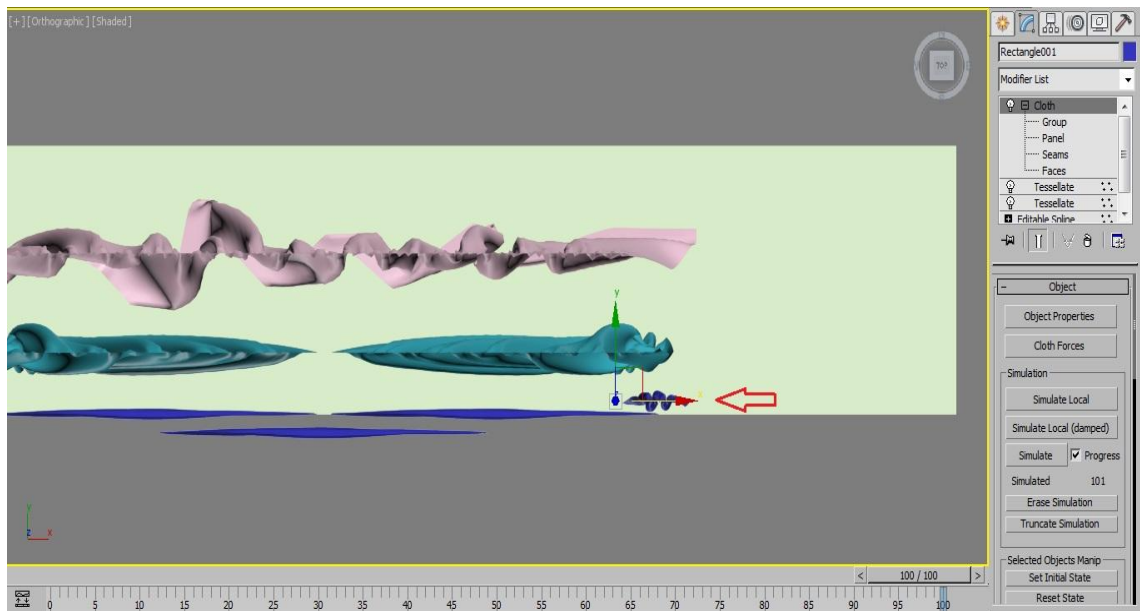 [+] [Orthographic] [Shaded]
TOP
y
x
y
z x
Rectangle001
Modifier List
Cloth
Group
Panel
Seams
Faces
Tessellate
Tessellate
Editable Spline
- Object
Object Properties
Cloth Forces
Simulation
Simulate Local
Simulate Local (damped)
Simulate Progress
Simulated 101
Erase Simulation
Truncate Simulation
Selected Objects Manip
Set Initial State
Reset State
< 100 / 100 >
0 5 10 15 20 25 30 35 40 45 50 55 60 65 70 75 80 85 90 95 100